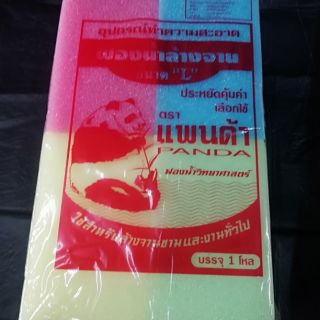 อุปกรณ์ทำความสะอาด
ฟองน้ำล้างจาน
ขนาด "L"
ประหยัดคุ้มค่า
เลือกใช้
ตรา
แพนด้า
PANDA
ฟองน้ำวิทยาศาสตร์
ใช้สำหรับล้างจานชามและงานทั่วไป
บรรจุ 1 โหล